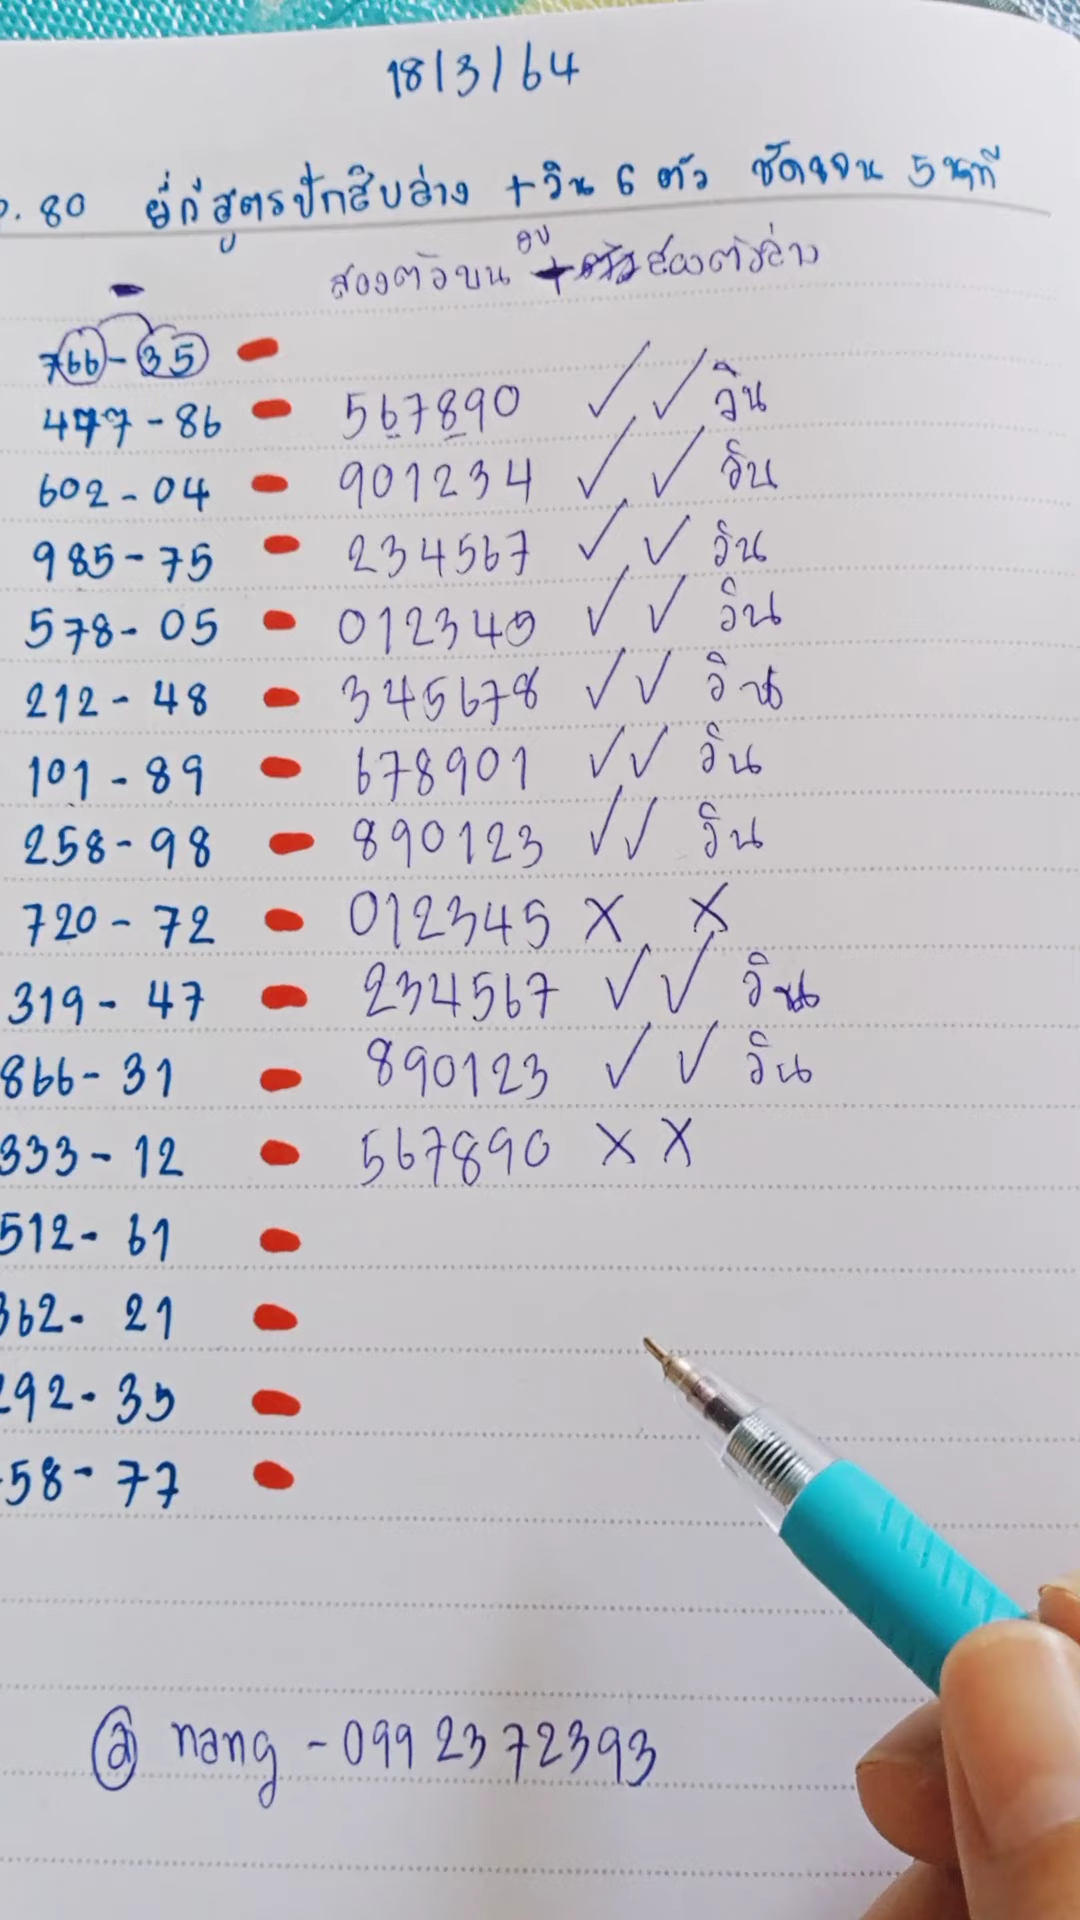 18/3/64
P. 80 ยี่กีสูตรปักสิบล่าง + วิน 6 ตัว ชัดเจน 5 นาที
สองตัวบน ลบ สองตัวล่าง
766 - 35
477 - 86 567890 ✓ ✓ วิน
602 - 04 901234 ✓ ✓ วิน
985 - 75 234567 ✓ ✓ วิน
578 - 05 012345 ✓ ✓ วิน
212 - 48 345678 ✓ ✓ วิน
101 - 89 678901 ✓ ✓ วิน
258 - 98 890123 ✓ ✓ วิน
720 - 72 012345 X X
319 - 47 234567 ✓ ✓ วิน
866 - 31 890123 ✓ ✓ วิน
333 - 12 567890 X X
512 - 61
362 - 21
292 - 35
58 - 77
@ nang - 0992372393